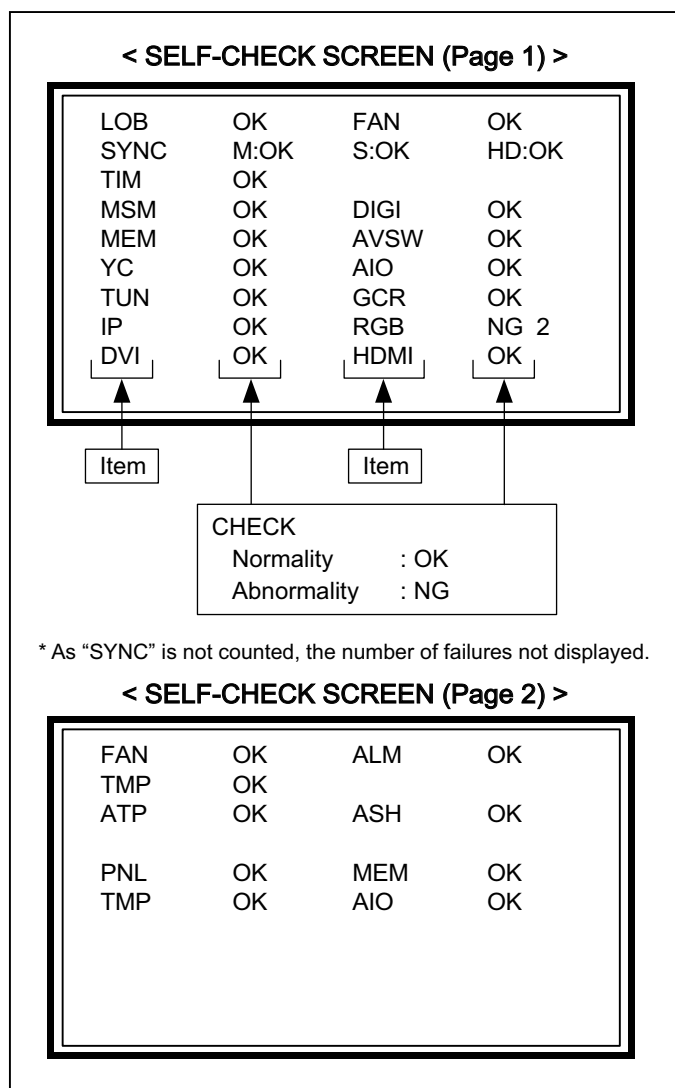 < SELF-CHECK SCREEN (Page 1) >
LOB OK FAN OK
SYNC M:OK S:OK HD:OK
TIM OK
MSM OK DIGI OK
MEM OK AVSW OK
YC OK AIO OK
TUN OK GCR OK
IP OK RGB NG 2
DVI OK HDMI OK
Item Item
CHECK
Normality : OK
Abnormality : NG
* As “SYNC” is not counted, the number of failures not displayed.
< SELF-CHECK SCREEN (Page 2) >
FAN OK ALM OK
TMP OK
ATP OK ASH OK
PNL OK MEM OK
TMP OK AIO OK